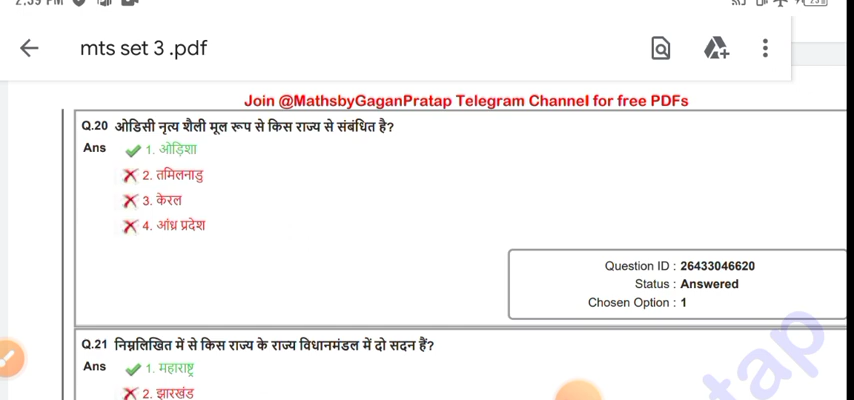 mts set 3 .pdf
Join @MathsbyGaganPratap Telegram Channel for free PDFs
Q.20 ओडिसी नृत्य शैली मूल रूप से किस राज्य से संबंधित है?
Ans 1. ओड़िशा
2. तमिलनाडु
3. केरल
4. आंध्र प्रदेश
Question ID : 26433046620
Status : Answered
Chosen Option : 1
Q.21 निम्नलिखित में से किस राज्य के राज्य विधानमंडल में दो सदन हैं?
Ans 1. महाराष्ट्र
2. झारखंड
tap